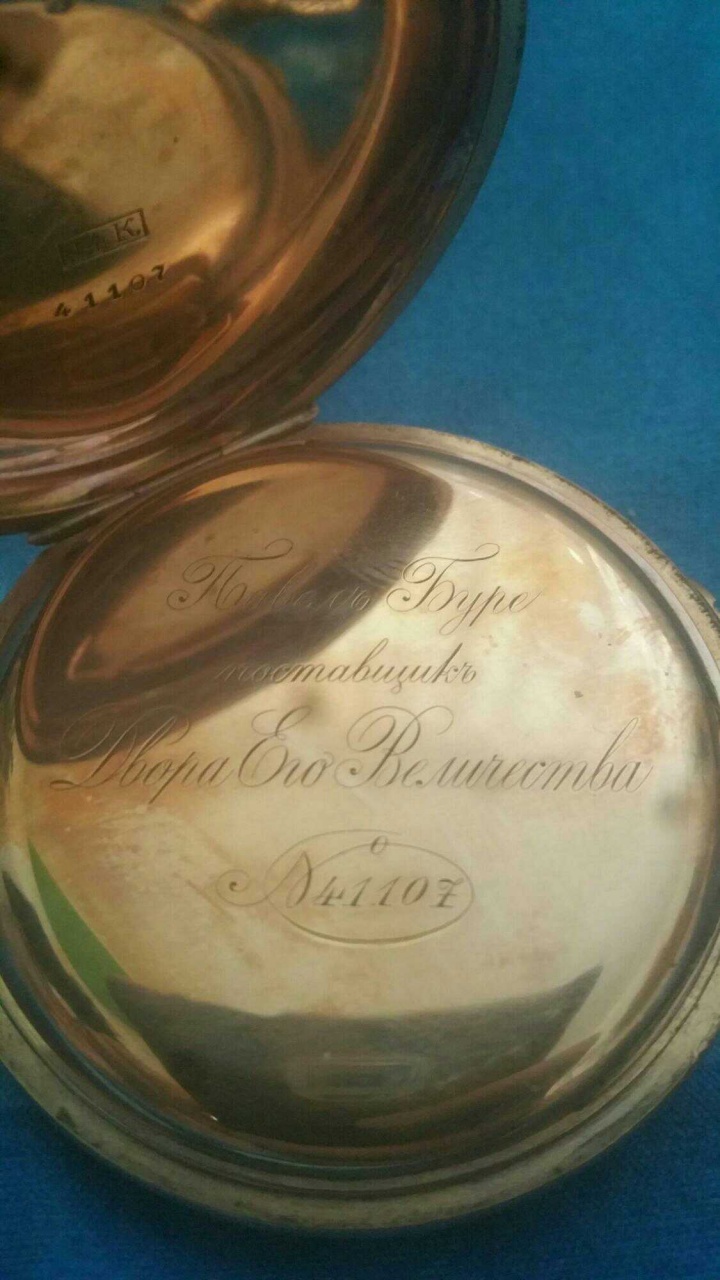 К.
41107
Павелъ Буре
поставщикъ
Двора Его Величества
№41107